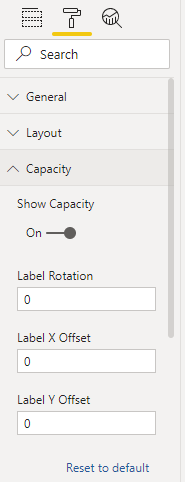 Search
General
Layout
Capacity
Show Capacity
On
Label Rotation
0
Label X Offset
0
Label Y Offset
0
Reset to default